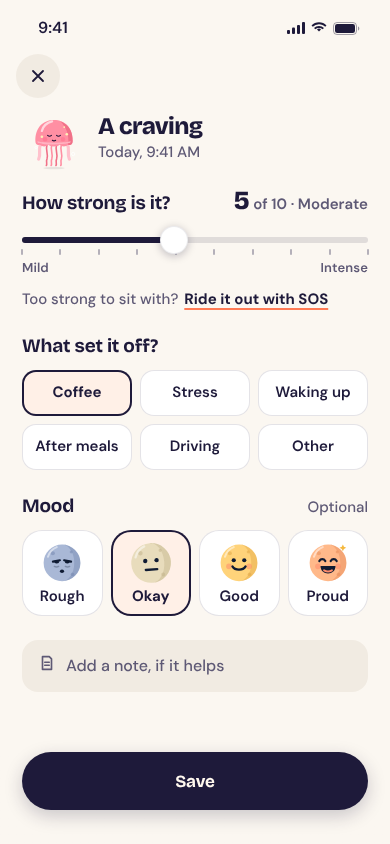 9:41
A craving
Today, 9:41 AM
How strong is it?
5 of 10 · Moderate
Mild
Intense
Too strong to sit with? Ride it out with SOS
What set it off?
Coffee
Stress
Waking up
After meals
Driving
Other
Mood
Optional
Rough
Okay
Good
Proud
Add a note, if it helps
Save